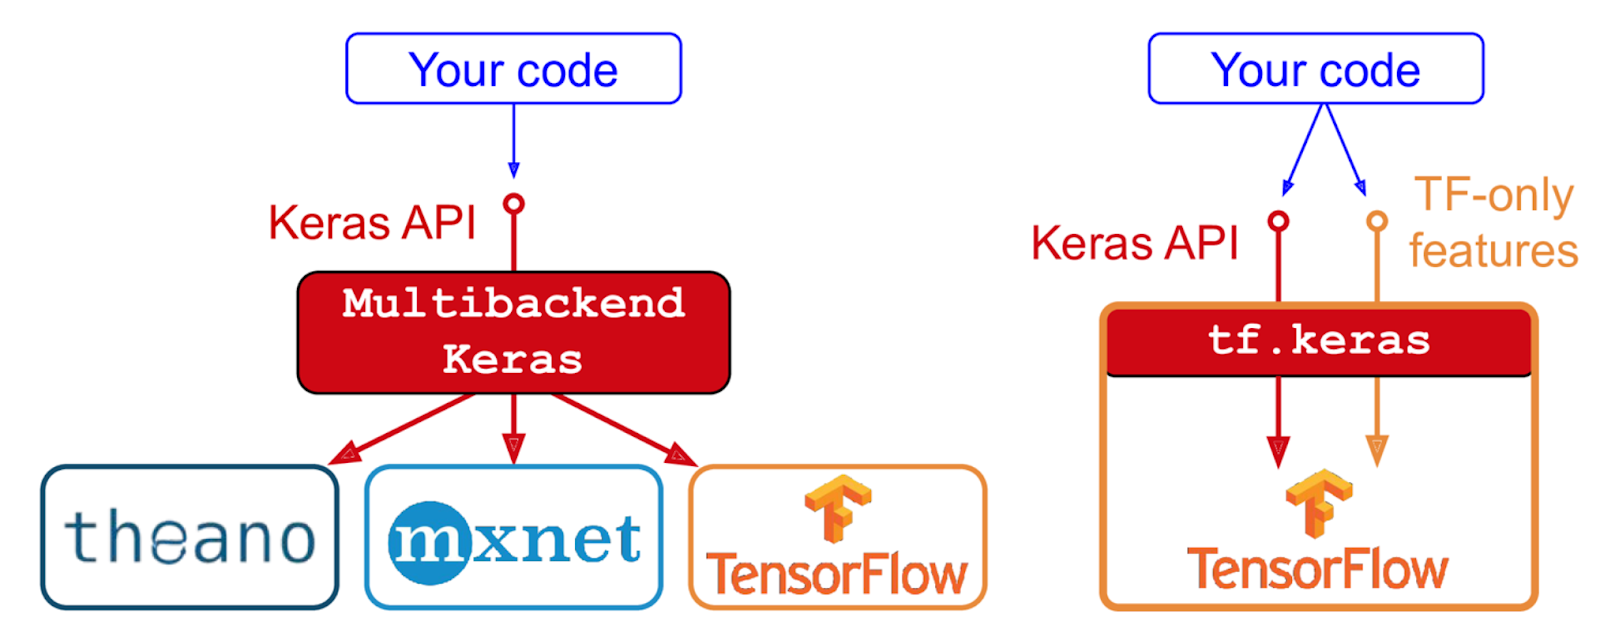 Your code
Keras API
Multibackend
Keras
theano
mxnet
TensorFlow
Your code
Keras API
TF-only
features
tf.keras
TensorFlow